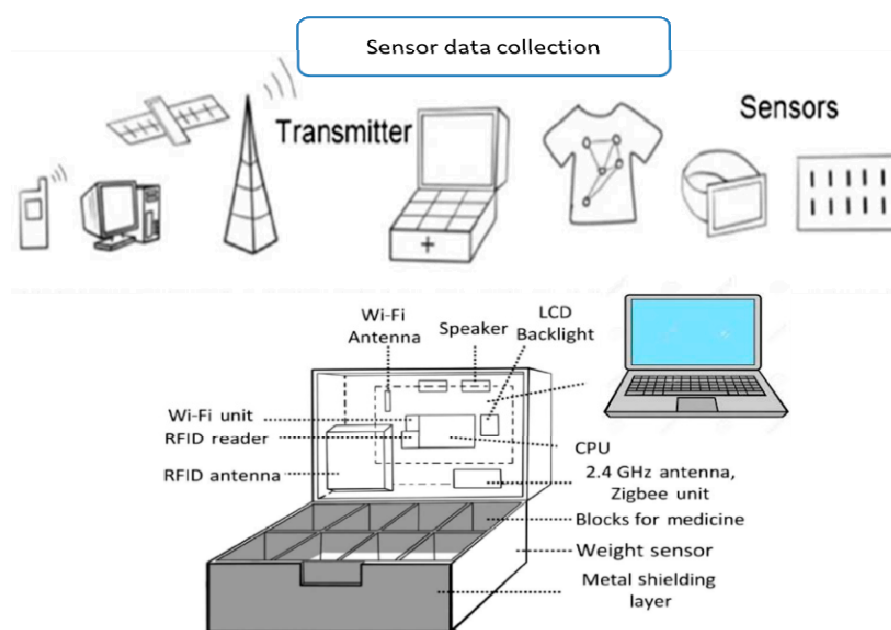 Sensor data collection
Transmitter
Sensors
Wi-Fi
Antenna
Speaker
LCD
Backlight
Wi-Fi unit
RFID reader
RFID antenna
CPU
2.4 GHz antenna,
Zigbee unit
Blocks for medicine
Weight sensor
Metal shielding
layer